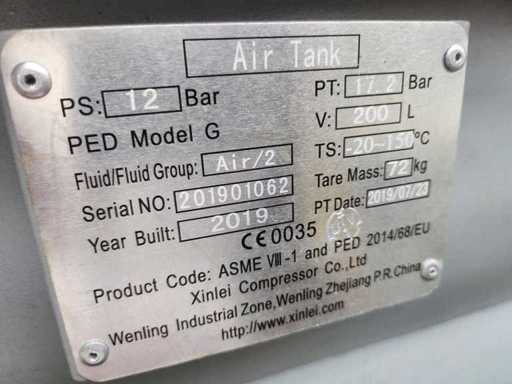 Air Tank
PS: 12 Bar PT: 17.2 Bar
PED Model G V: 200 L
Fluid/Fluid Group: Air/2 TS: -20~150°C
Serial NO: 201901062 Tare Mass: 72 kg
Year Built: 2019 PT Date: 2019/07/23
CE0035
Product Code: ASME Ⅷ-1 and PED 2014/68/EU
Xinlei Compressor Co.,Ltd
Wenling Industrial Zone,Wenling Zhejiang P.R.China
http://www.xinlei.com